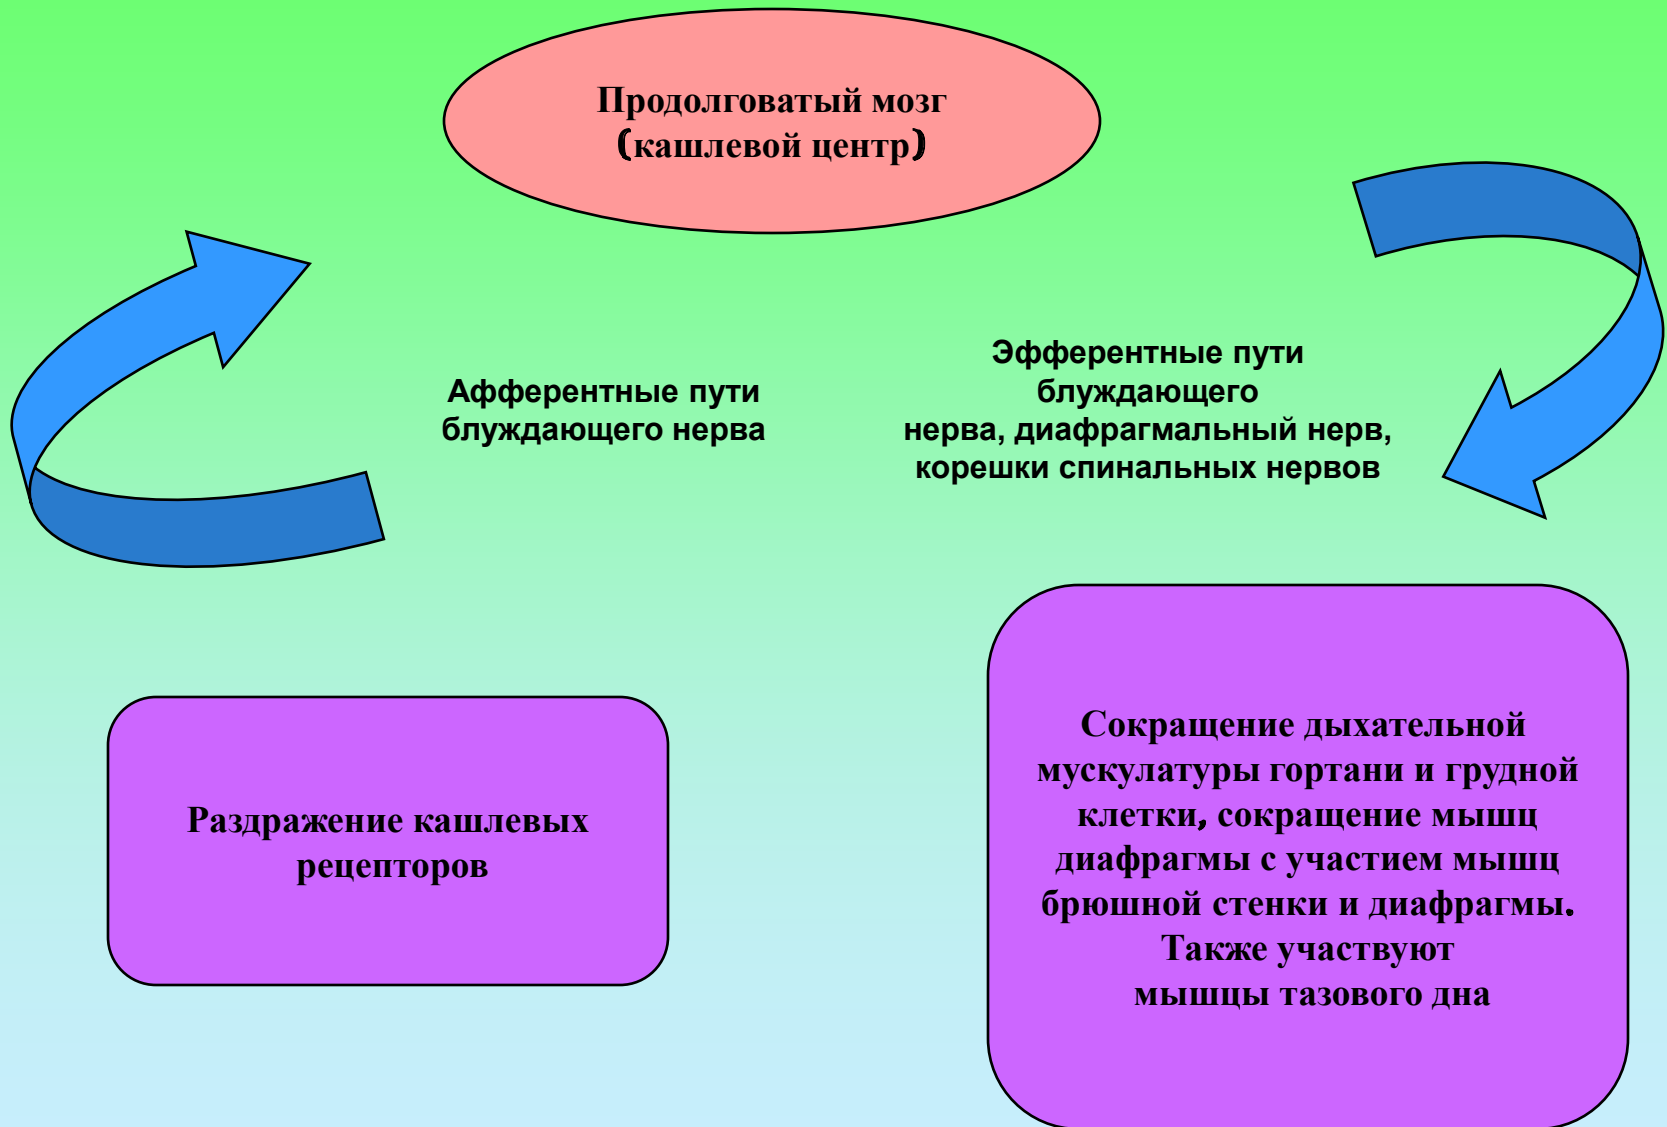 Продолговатый мозг
(кашлевой центр)
Афферентные пути
блуждающего нерва
Эфферентные пути
блуждающего
нерва, диафрагмальный нерв,
корешки спинальных нервов
Раздражение кашлевых
рецепторов
Сокращение дыхательной
мускулатуры гортани и грудной
клетки, сокращение мышц
диафрагмы с участием мышц
брюшной стенки и диафрагмы.
Также участвуют
мышцы тазового дна